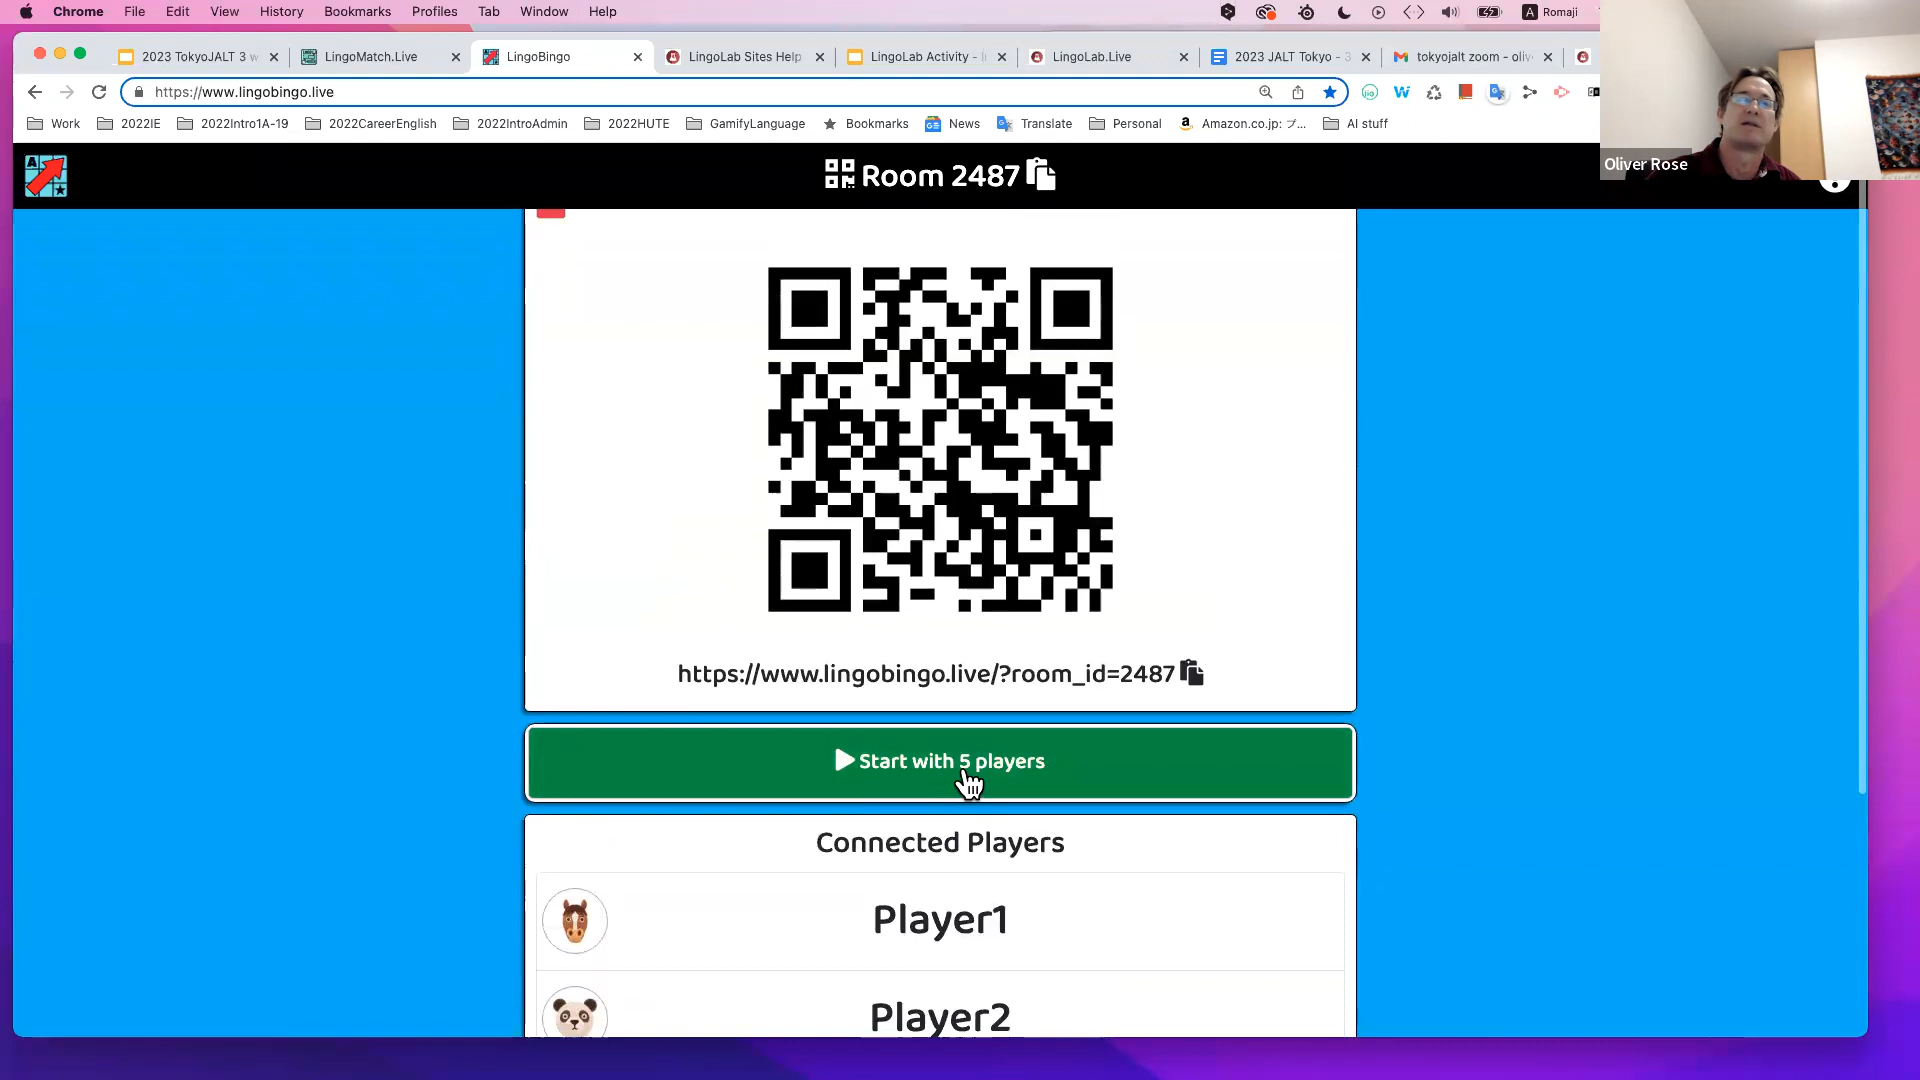 Chrome File Edit View History Bookmarks Profiles Tab Window Help A Romaji
2023 TokyoJALT 3 w LingoMatch.Live LingoBingo LingoLab Sites Help LingoLab Activity - LingoLab.Live 2023 JALT Tokyo - 3 tokyojalt zoom - oliv
https://www.lingobingo.live
Work 2022IE 2022Intro1A-19 2022CareerEnglish 2022IntroAdmin 2022HUTE GamifyLanguage Bookmarks News Translate Personal Amazon.co.jp: プ... AI stuff
Oliver Rose
A
Room 2487
https://www.lingobingo.live/?room_id=2487
Start with 5 players
Connected Players
Player1
Player2